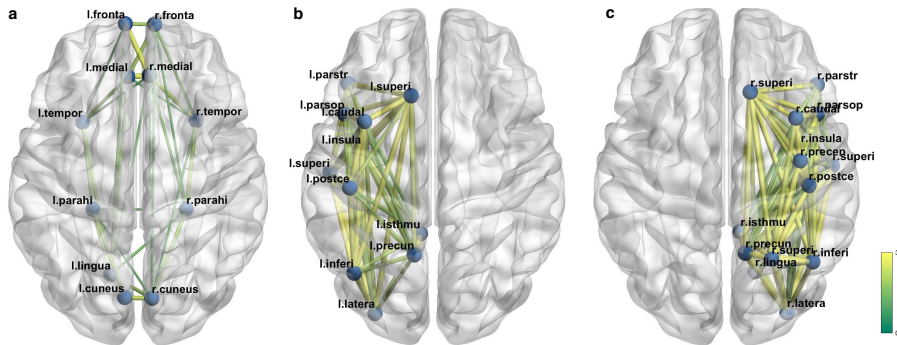 a
l.fronta r.fronta
l.medial r.medial
l.tempor r.tempor
l.parahi r.parahi
l.lingua
l.cuneus r.cuneus
b
l.parstr
l.superi
l.parsop
l.caudal
l.insula
l.superi
l.postce
l.isthmu
l.precun
l.inferi
l.latera
c
r.superi r.parstr
r.caudal r.parsop
r.insula
r.precen r.superi
r.postce
r.isthmu
r.precun r.superi r.inferi
r.lingua
r.latera